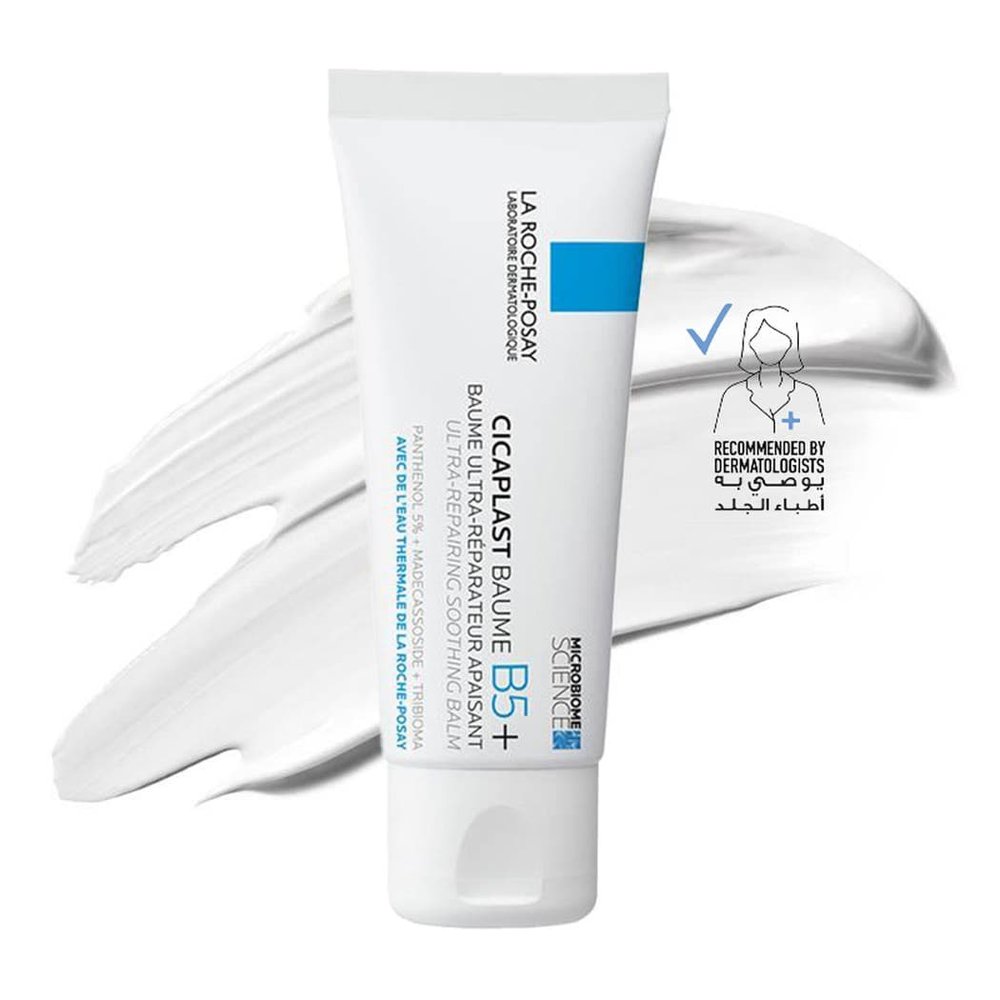 LA ROCHE-POSAY
LABORATOIRE DERMATOLOGIQUE
CICAPLAST BAUME B5+
BAUME ULTRA-RÉPARATEUR APAISANT
ULTRA-REPAIRING SOOTHING BALM
PANTHENOL 5% + MADECASSOSIDE + TRIBIOMA
AVEC DE L'EAU THERMALE DE LA ROCHE-POSAY
MICROBIOME
SCIENCE
RECOMMENDED BY
DERMATOLOGISTS
يوصي به
أطباء الجلد